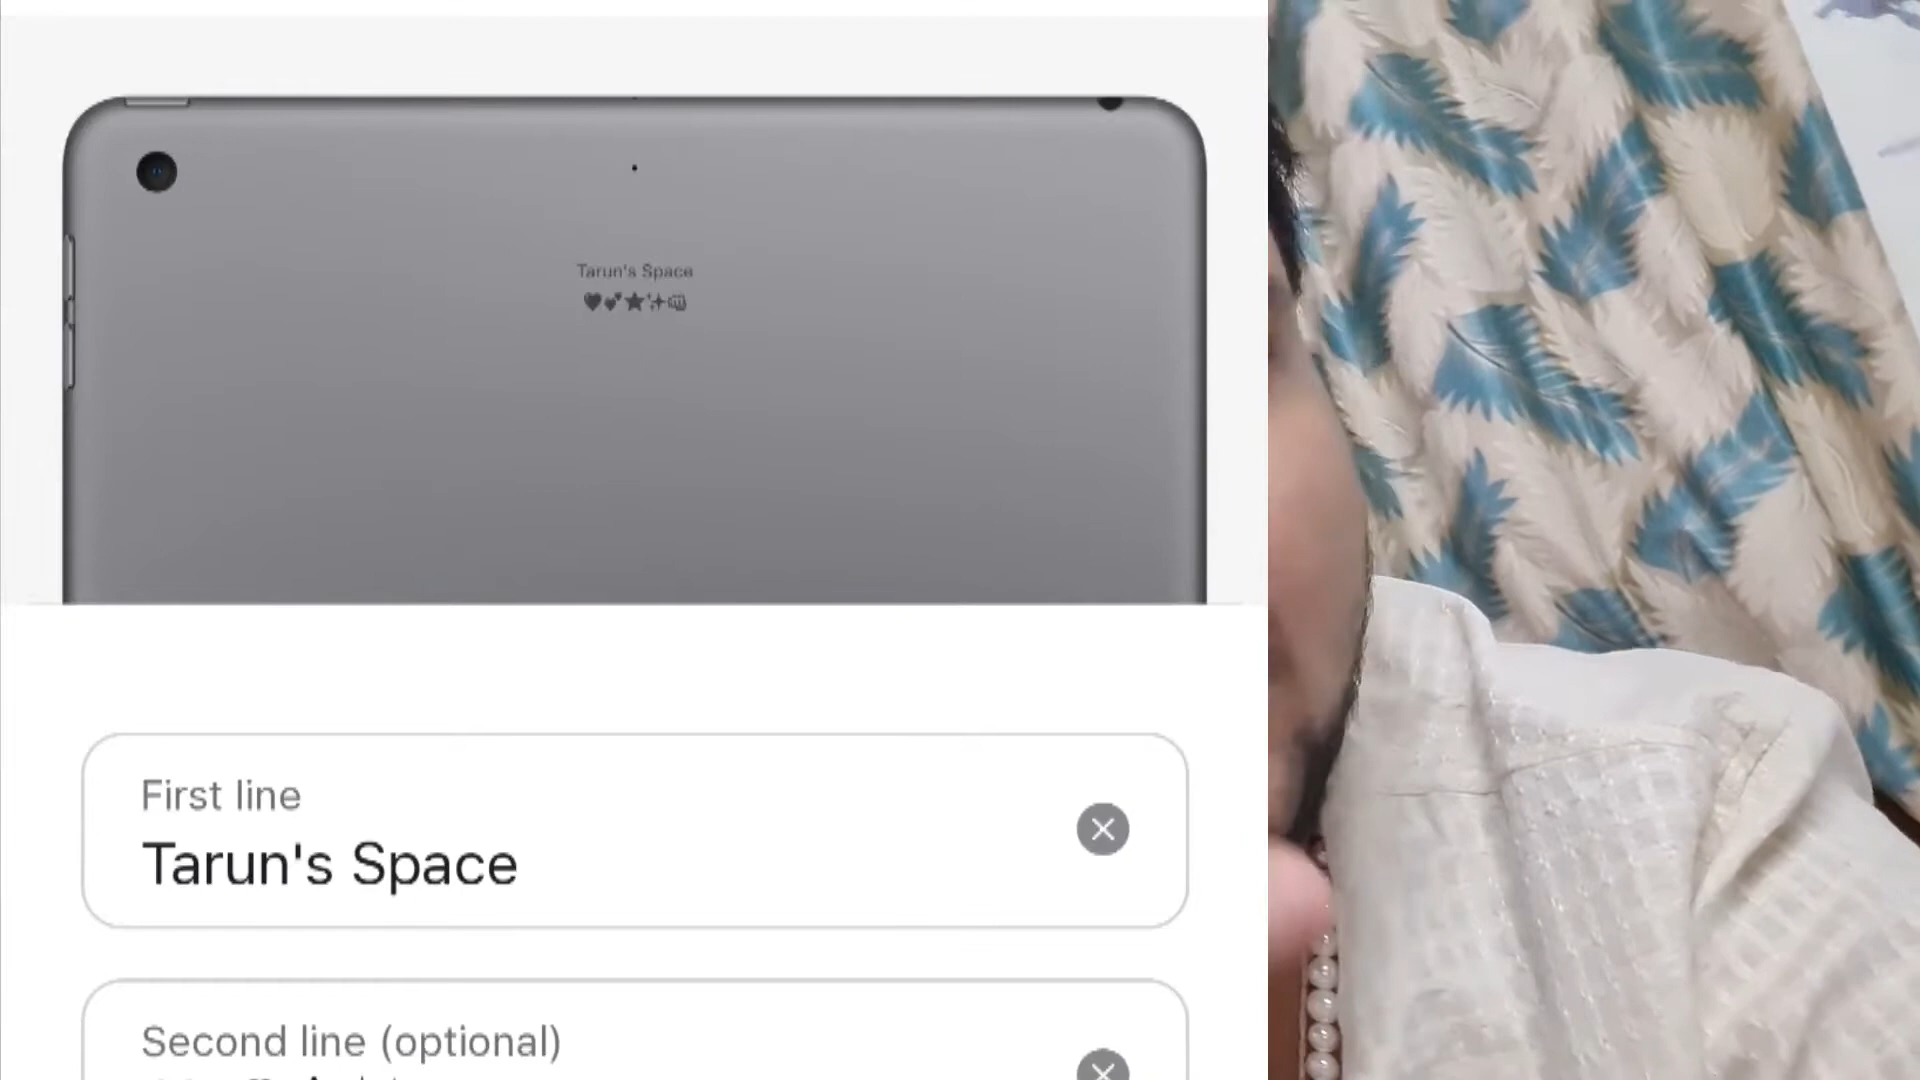 Tarun's Space
🖤💕★✨👊
First line
Tarun's Space
Second line (optional)